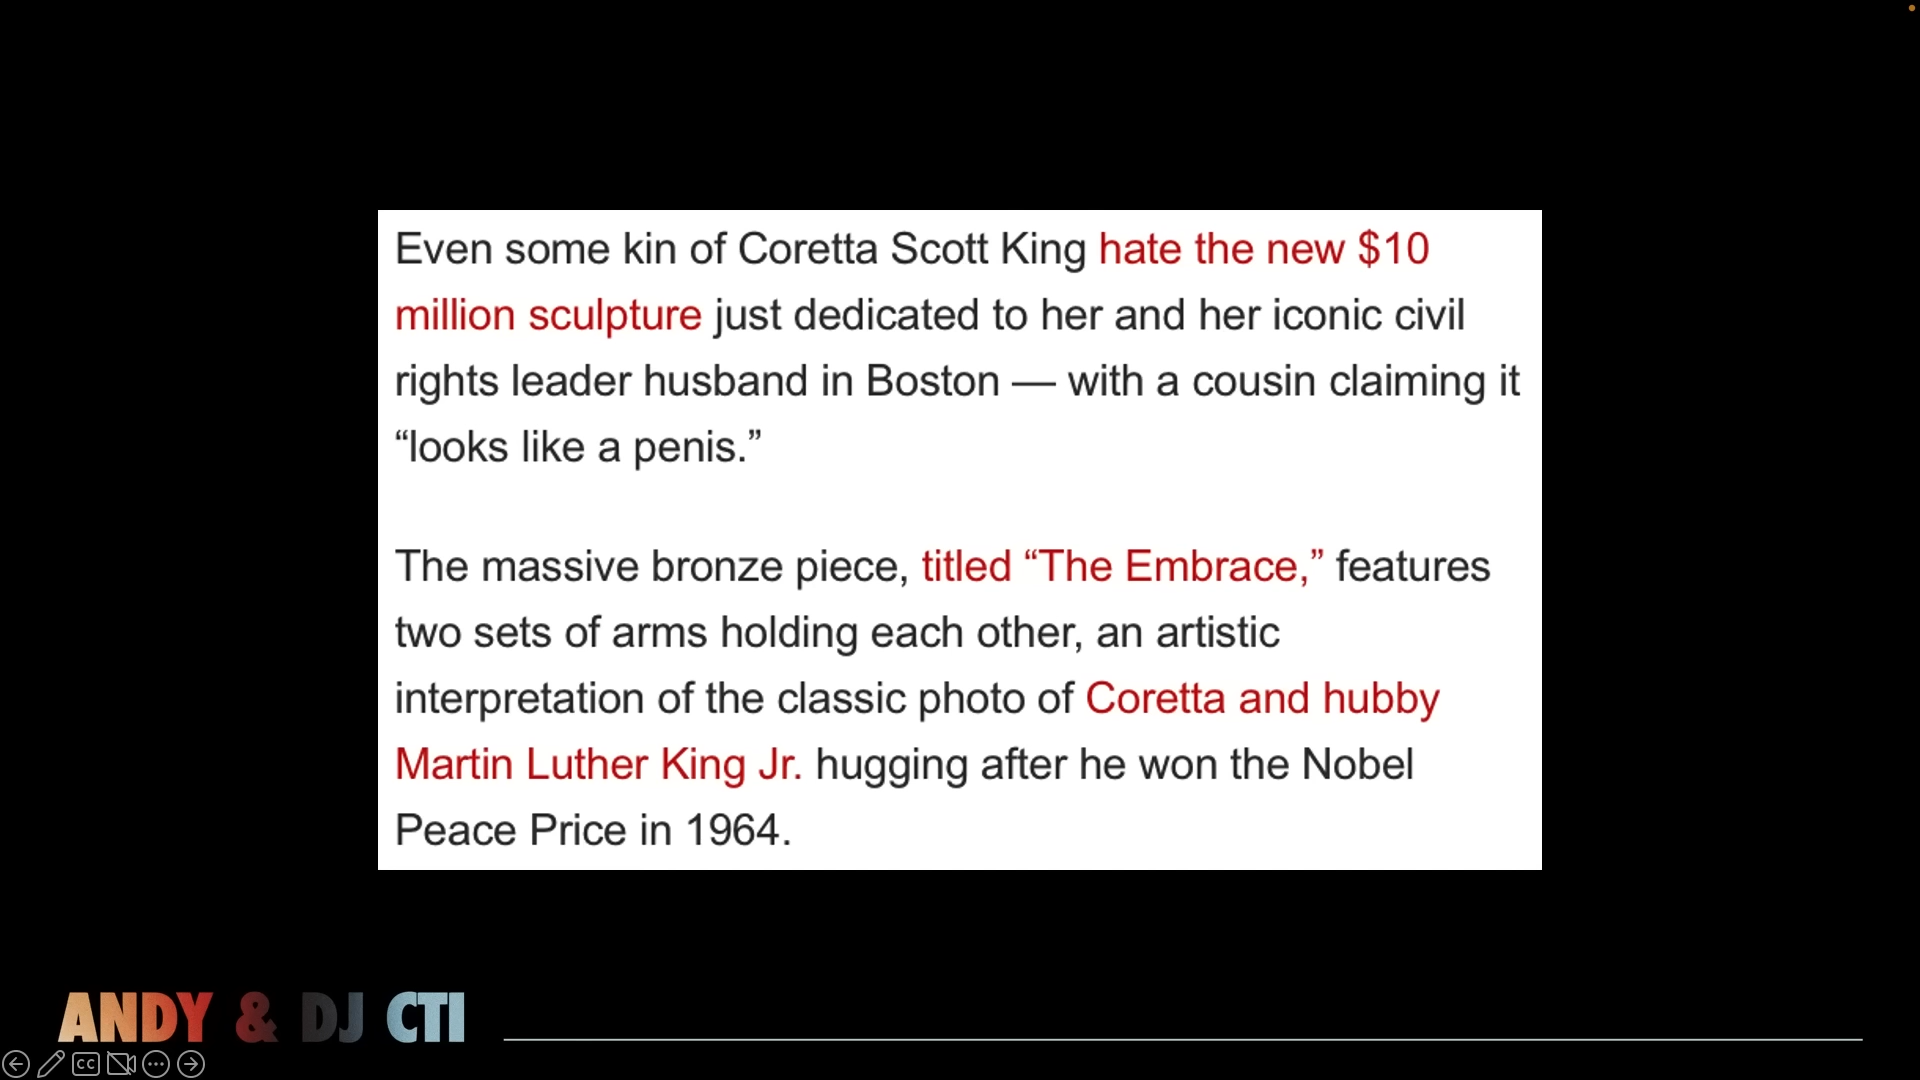 Even some kin of Coretta Scott King hate the new $10
million sculpture just dedicated to her and her iconic civil
rights leader husband in Boston — with a cousin claiming it
“looks like a penis.”
The massive bronze piece, titled “The Embrace,” features
two sets of arms holding each other, an artistic
interpretation of the classic photo of Coretta and hubby
Martin Luther King Jr. hugging after he won the Nobel
Peace Price in 1964.
ANDY & DJ CTI
CC